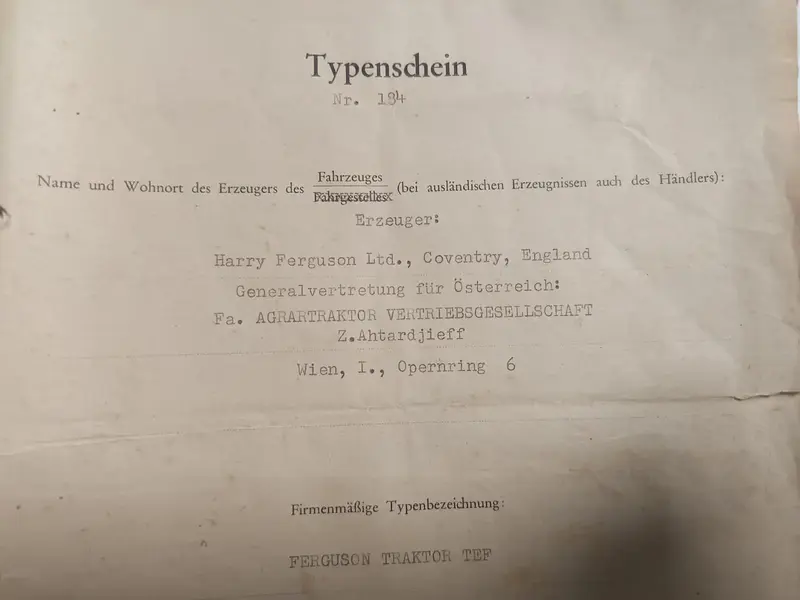 Typenschein
Nr. 194
Name und Wohnort des Erzeugers des Fahrzeuges (bei ausländischen Erzeugnissen auch des Händlers):
Fahrgestelles
Erzeuger:
Harry Ferguson Ltd., Coventry, England
Generalvertretung für Österreich:
Fa. AGRARTRAKTOR VERTRIEBSGESELLSCHAFT
Z.Ahtardjieff
Wien, I., Opernring 6
Firmenmäßige Typenbezeichnung:
FERGUSON TRAKTOR TEF